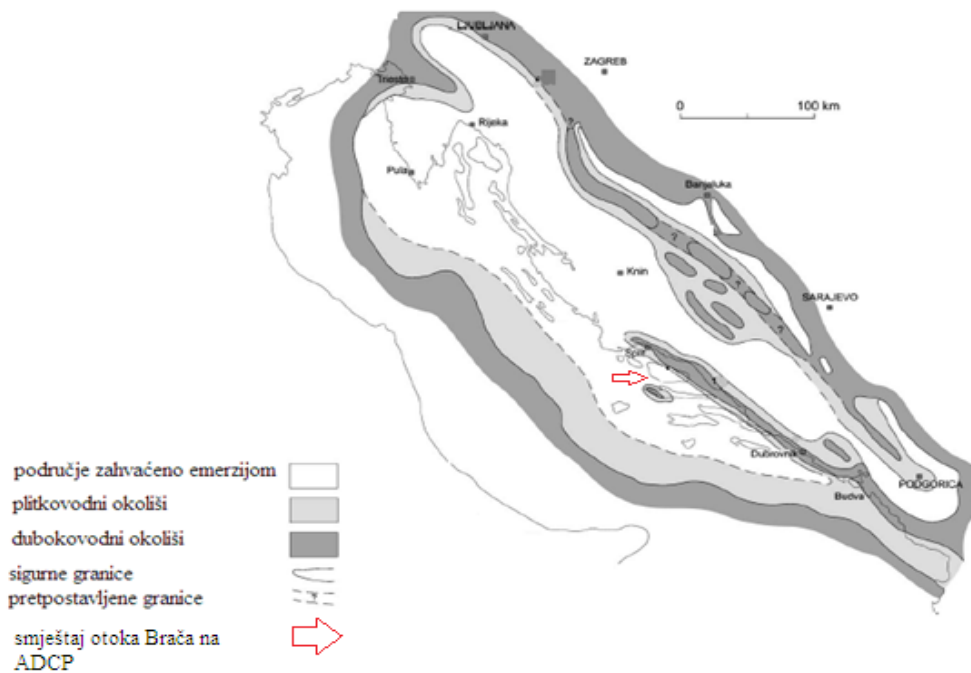 LJUBLJANA
ZAGREB
0 100 km
Rijeka
Pula
?
Banjaluka
?
Knin
?
SARAJEVO
?
Split
1
Dubrovnik
PODGORICA
Budva
područje zahvaćeno emerzijom
plitkovodni okoliši
dubokovodni okoliši
sigurne granice
pretpostavljene granice
?
smještaj otoka Brača na
ADCP